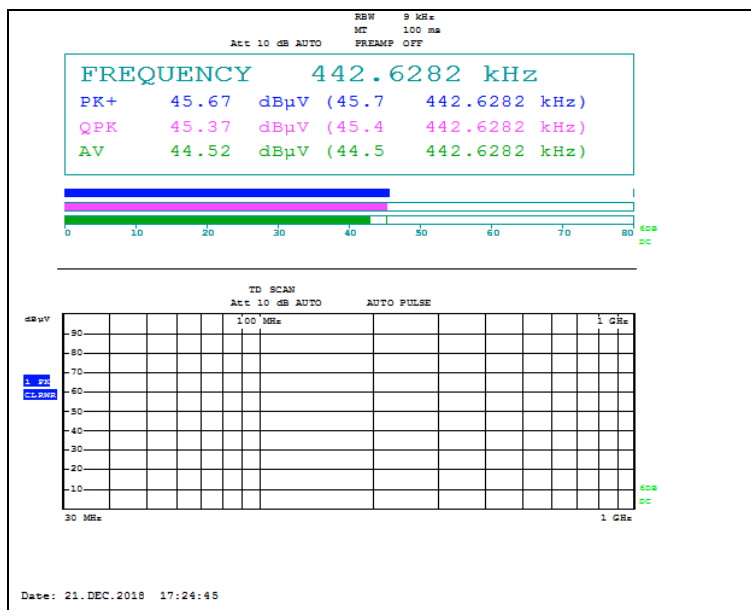 RBW 9 kHz
MT 100 ms
Att 10 dB AUTO PREAMP OFF
FREQUENCY 442.6282 kHz
PK+ 45.67 dBµV (45.7 442.6282 kHz)
QPK 45.37 dBµV (45.4 442.6282 kHz)
AV 44.52 dBµV (44.5 442.6282 kHz)
0 10 20 30 40 50 60 70 80
6DB
DC
TD SCAN
Att 10 dB AUTO AUTO PULSE
dBµV
100 MHz 1 GHz
90
80
70
1 PK
60
CLRWR
50
40
30
20
10
6DB
DC
30 MHz 1 GHz
Date: 21.DEC.2018 17:24:45